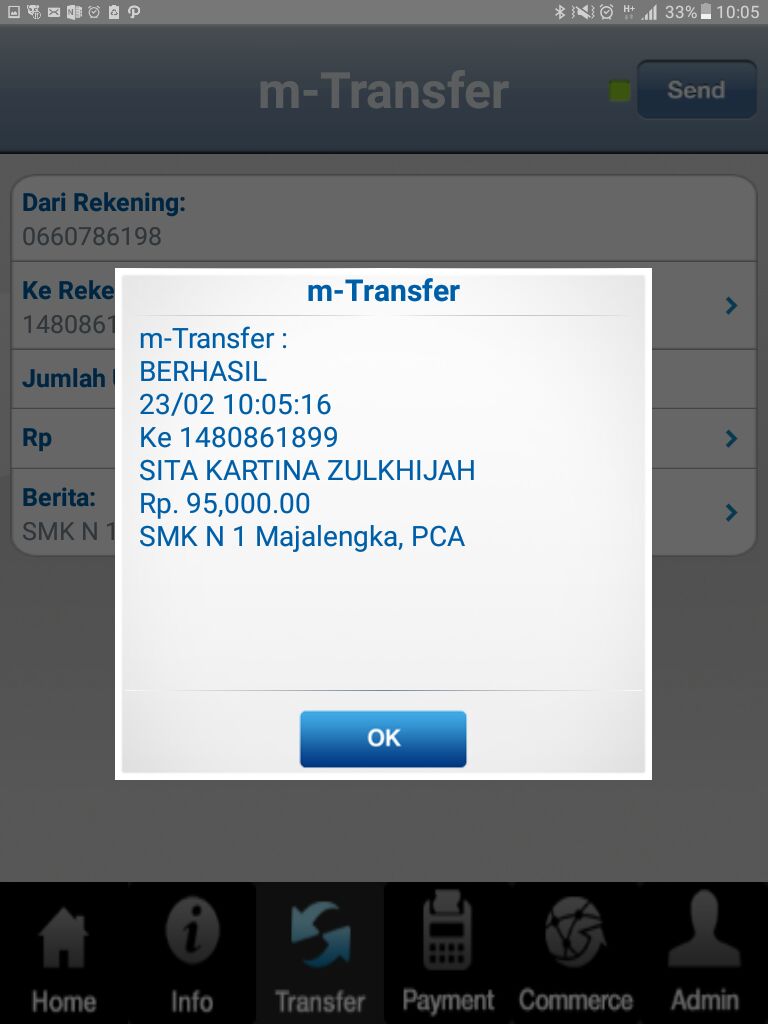 33% 10:05
m-Transfer
Send
Dari Rekening:
0660786198
Ke Reke
1480861
Jumlah
Rp
Berita:
SMK N 1
m-Transfer
m-Transfer :
BERHASIL
23/02 10:05:16
Ke 1480861899
SITA KARTINA ZULKHIJAH
Rp. 95,000.00
SMK N 1 Majalengka, PCA
OK
Home Info Transfer Payment Commerce Admin